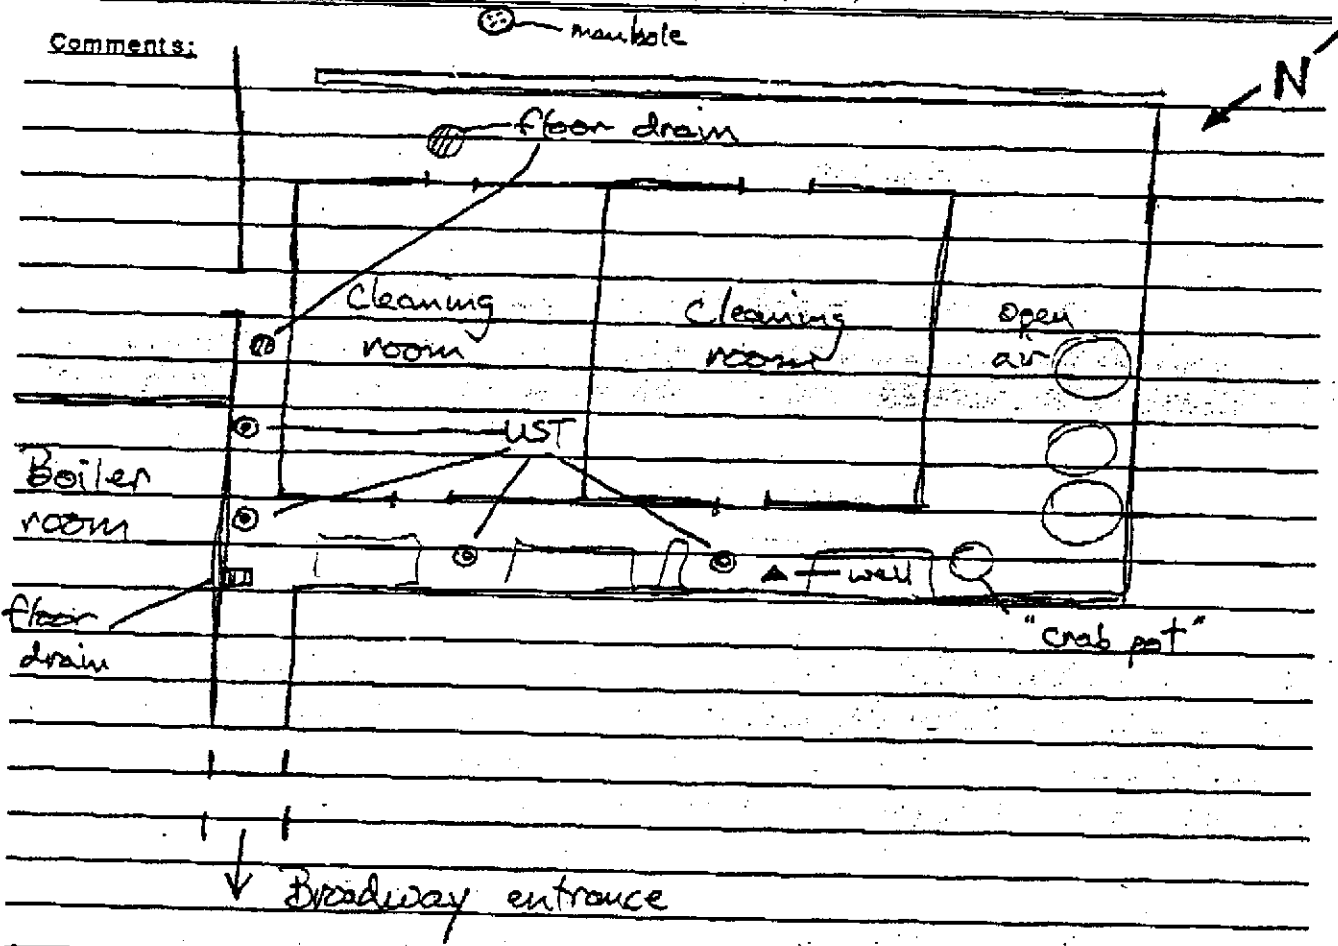 manhole
Comments:
N
floor drain
Cleaning
room
Cleaning
room
open
air
UST
Boiler
room
well
floor
drain
"Crab pot"
Broadway entrance